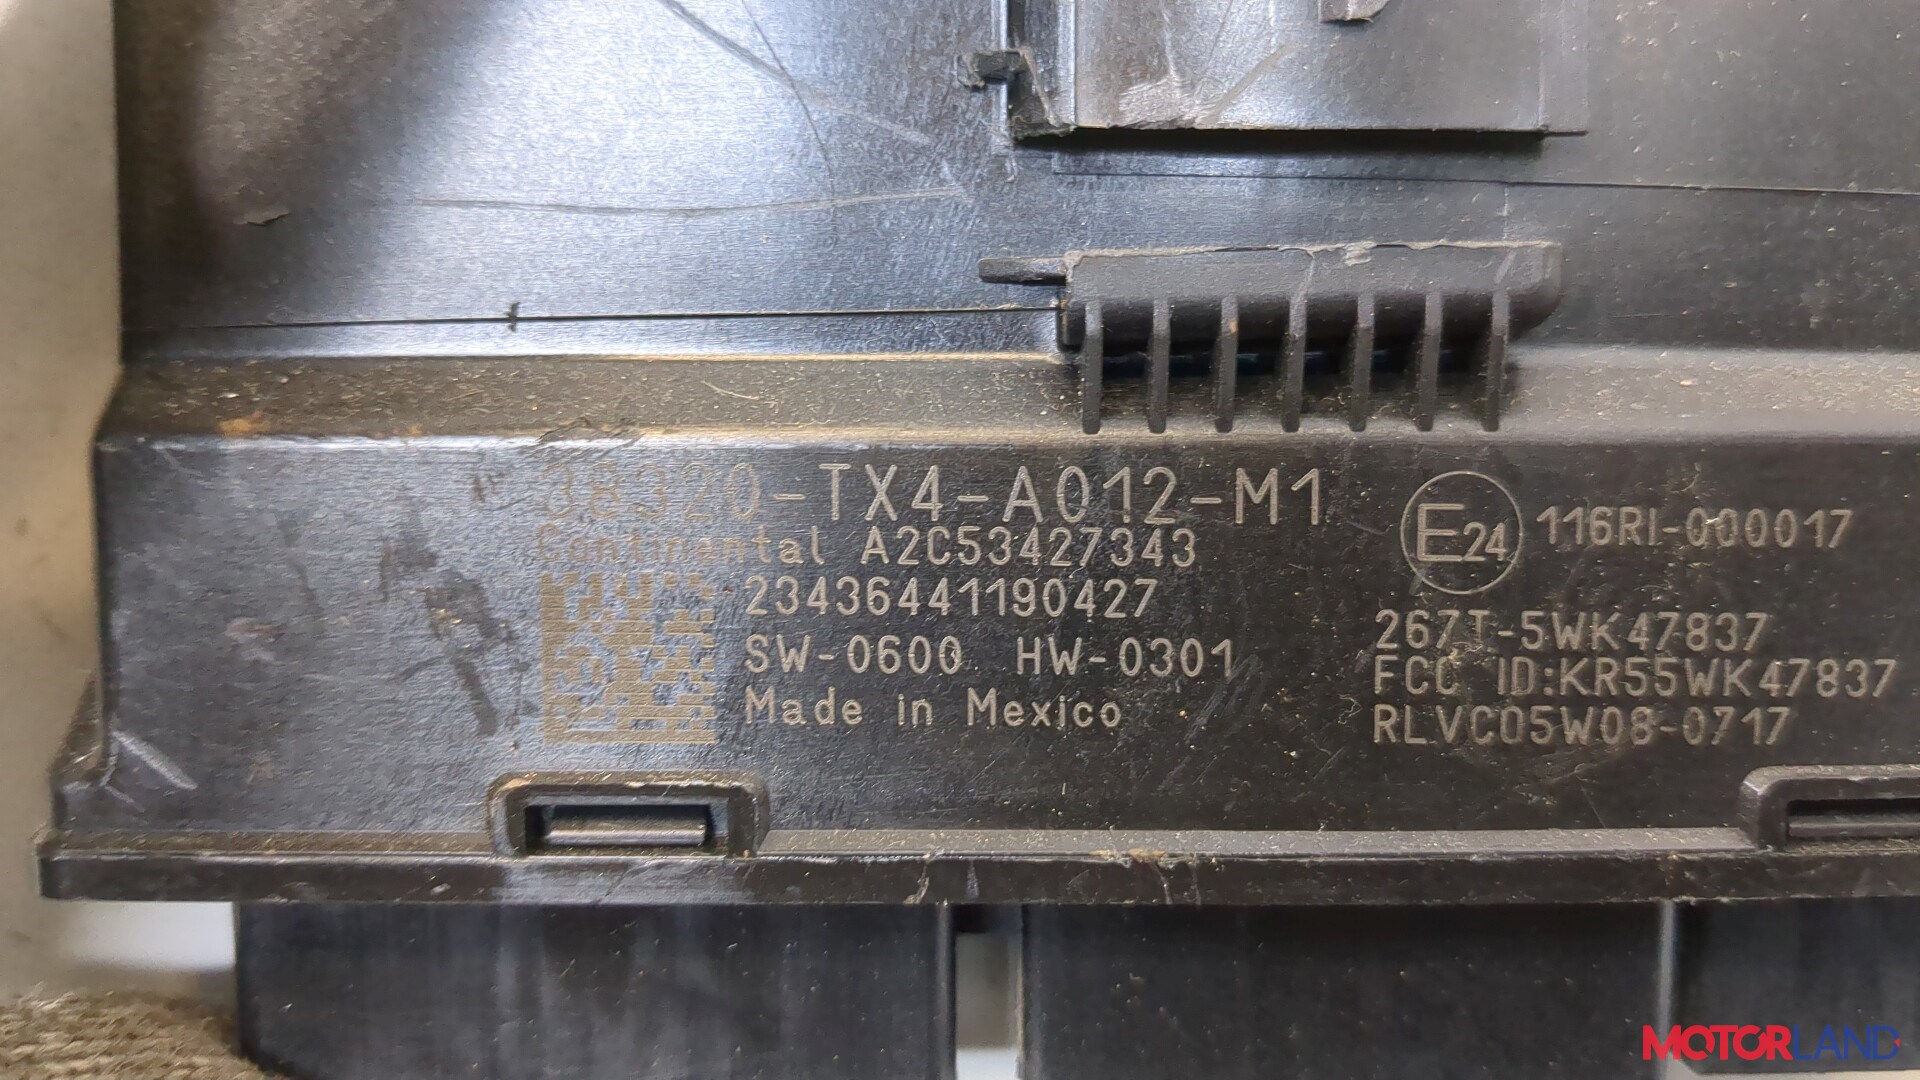 38320-TX4-A012-M1
Continental A2C53427343
23436441190427
SW-0600 HW-0301
Made in Mexico
E24 116RI-000017
267T-5WK47837
FCC ID:KR55WK47837
RLVC05W08-0717
MOTORLAND